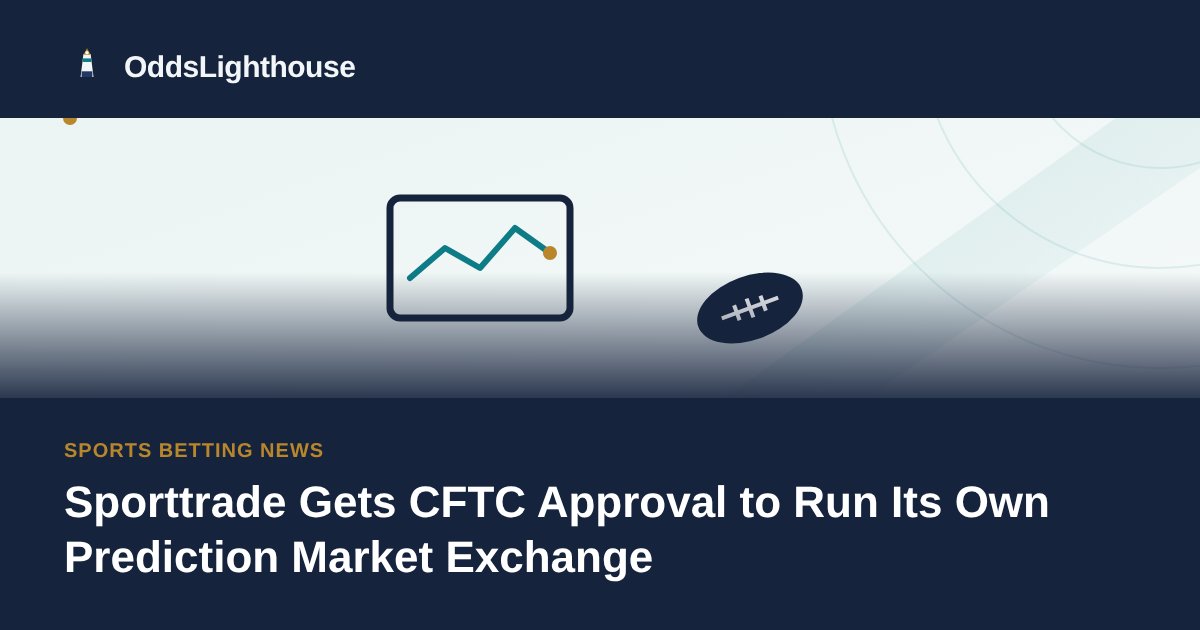 OddsLighthouse
SPORTS BETTING NEWS
Sporttrade Gets CFTC Approval to Run Its Own
Prediction Market Exchange